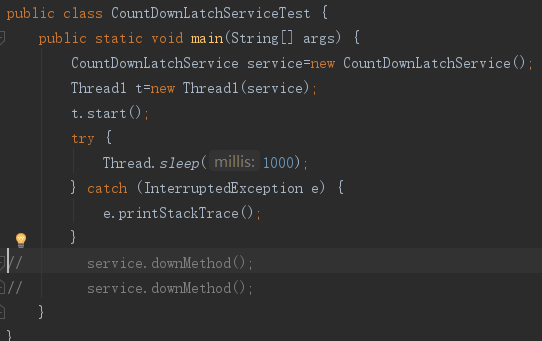 public class CountDownLatchServiceTest {
    public static void main(String[] args) {
        CountDownLatchService service=new CountDownLatchService();
        Thread1 t=new Thread1(service);
        t.start();
        try {
            Thread.sleep( millis: 1000);
        } catch (InterruptedException e) {
            e.printStackTrace();
        }
//        service.downMethod();
//        service.downMethod();
    }
}